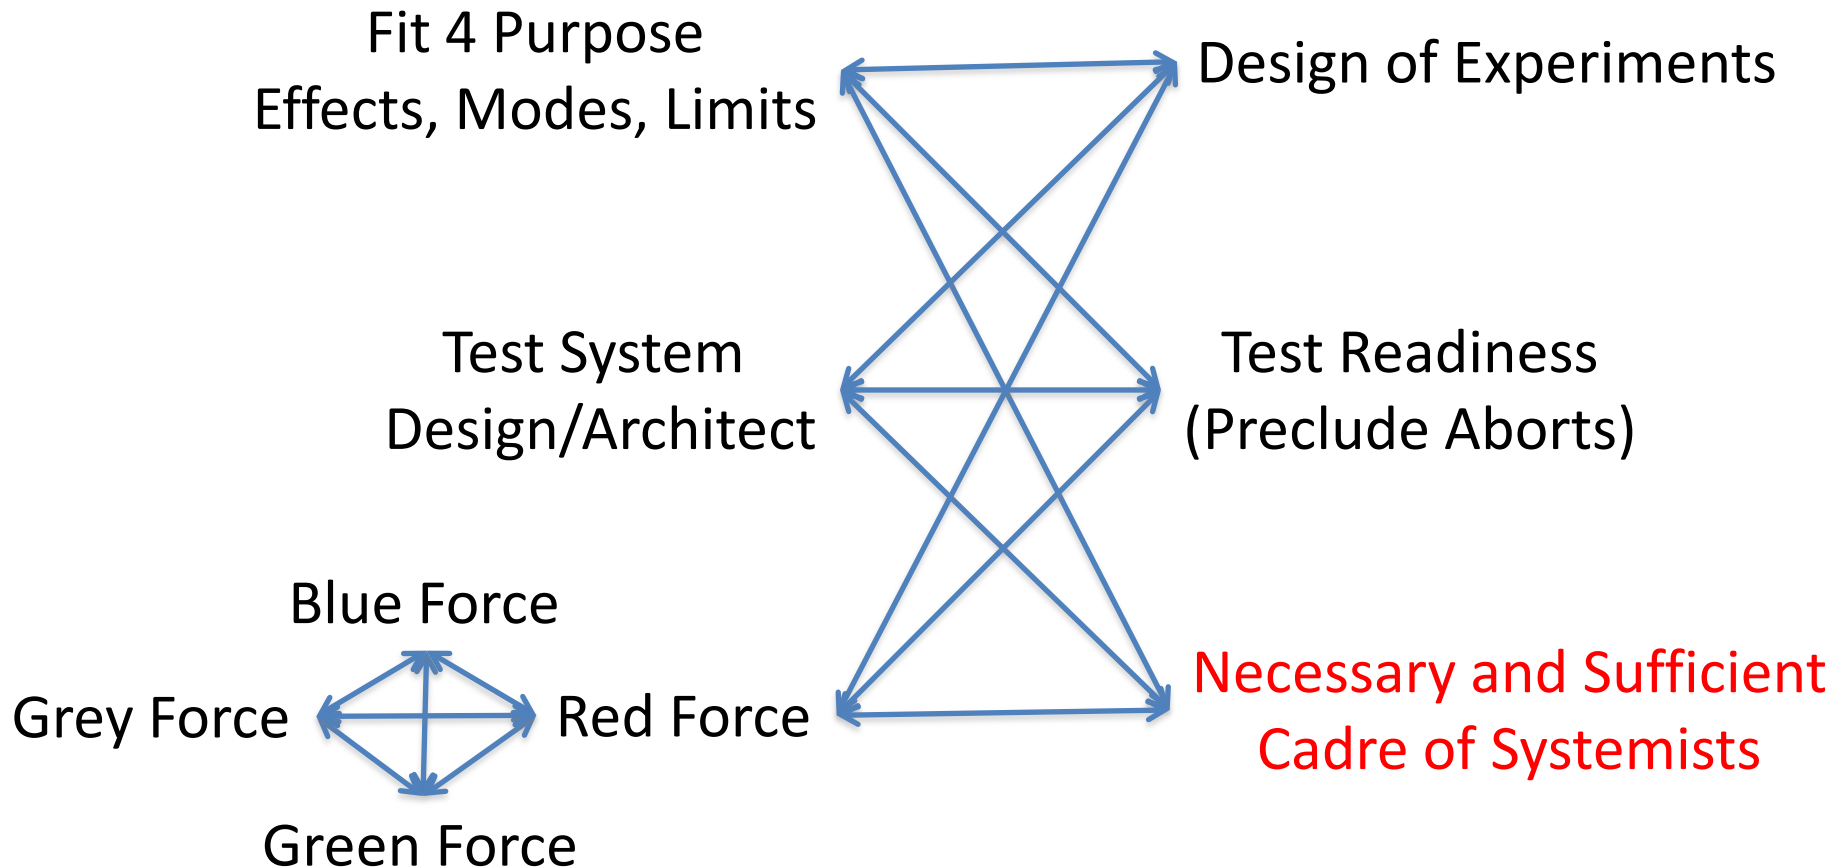 Fit 4 Purpose
Effects, Modes, Limits
Design of Experiments
Test System
Design/Architect
Test Readiness
(Preclude Aborts)
Blue Force
Grey Force
Red Force
Green Force
Necessary and Sufficient
Cadre of Systemists